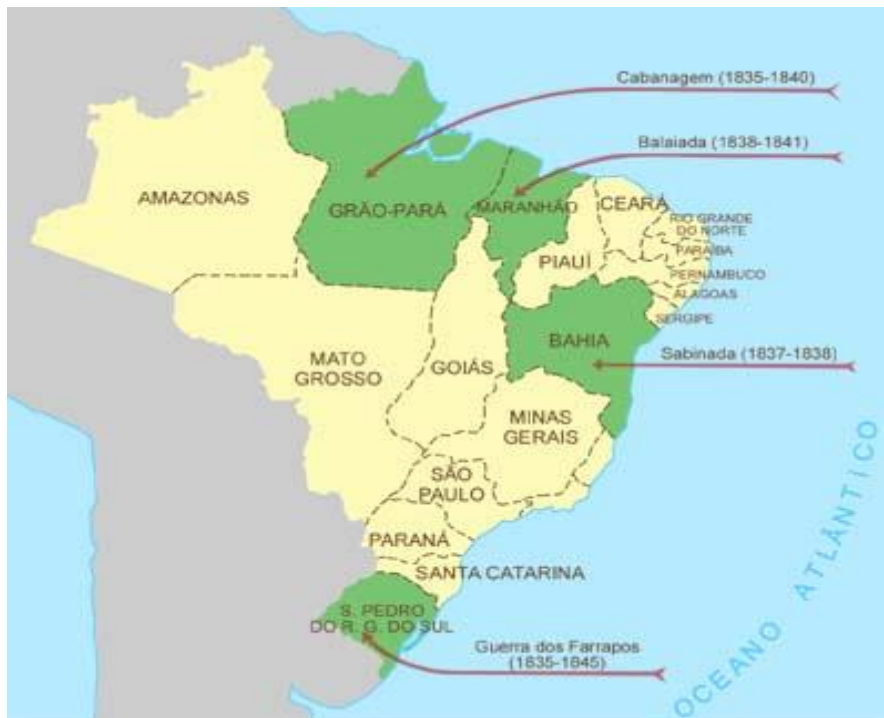 Cabanagem (1835-1840)
Balaiada (1838-1841)
AMAZONAS
GRÃO-PARÁ
MARANHÃO
CEARÁ
RIO GRANDE
DO NORTE
PARAÍBA
PIAUÍ
PERNAMBUCO
ALAGOAS
SERGIPE
BAHIA
Sabinada (1837-1838)
MATO
GROSSO
GOIÁS
MINAS
GERAIS
SÃO
PAULO
PARANÁ
SANTA CATARINA
S. PEDRO
DO R. G. DO SUL
Guerra dos Farrapos
(1835-1845)
OCEANO ATLÂNTICO